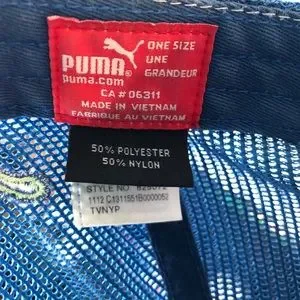 PUMA
puma.com
ONE SIZE
UNE
GRANDEUR
CA # 06311
MADE IN VIETNAM
FABRIQUE AU VIETNAM
50% POLYESTER
50% NYLON
STYLE NO
TVNYP